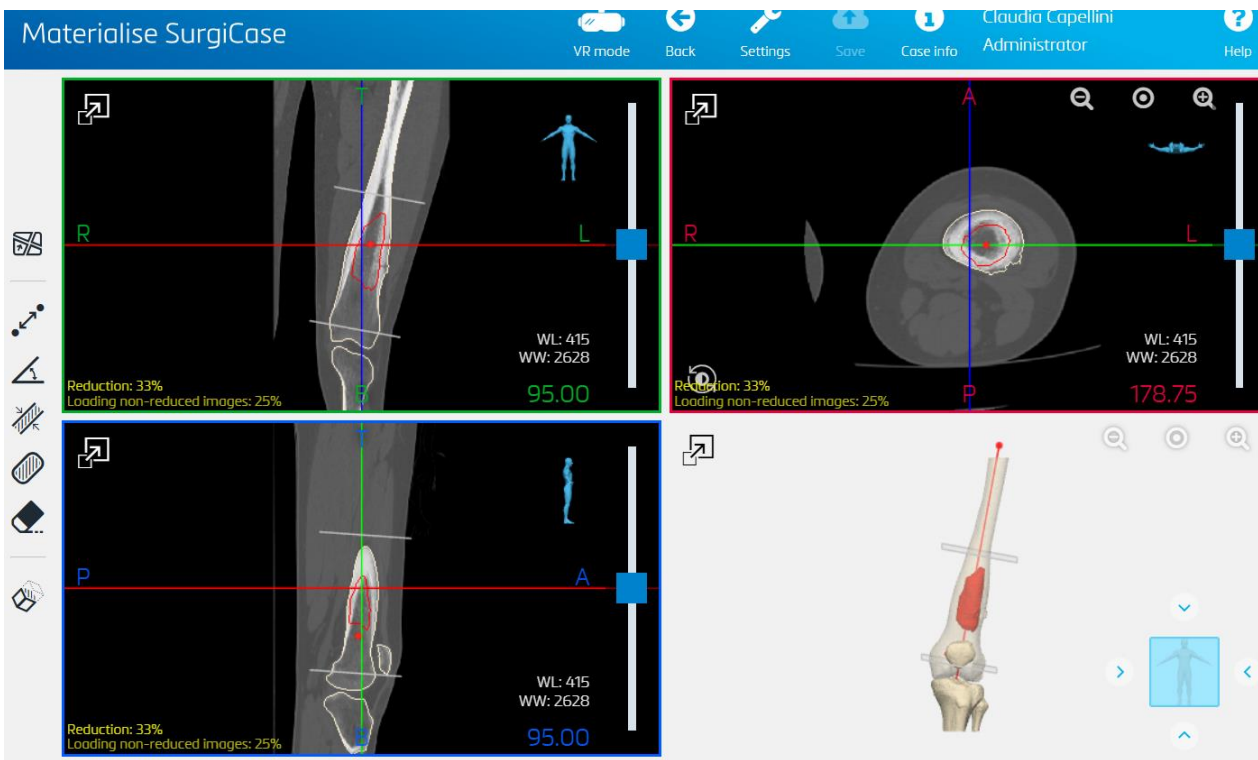 Materialise SurgiCase
VR mode
Back
Settings
Save
Case info
Claudia Capellini
Administrator
Help
T
R
L
WL: 415
WW: 2628
Reduction: 33%
Loading non-reduced images: 25%
B
95.00
A
R
L
WL: 415
WW: 2628
Reduction: 33%
Loading non-reduced images: 25%
P
178.75
T
P
A
WL: 415
WW: 2628
Reduction: 33%
Loading non-reduced images: 25%
B
95.00